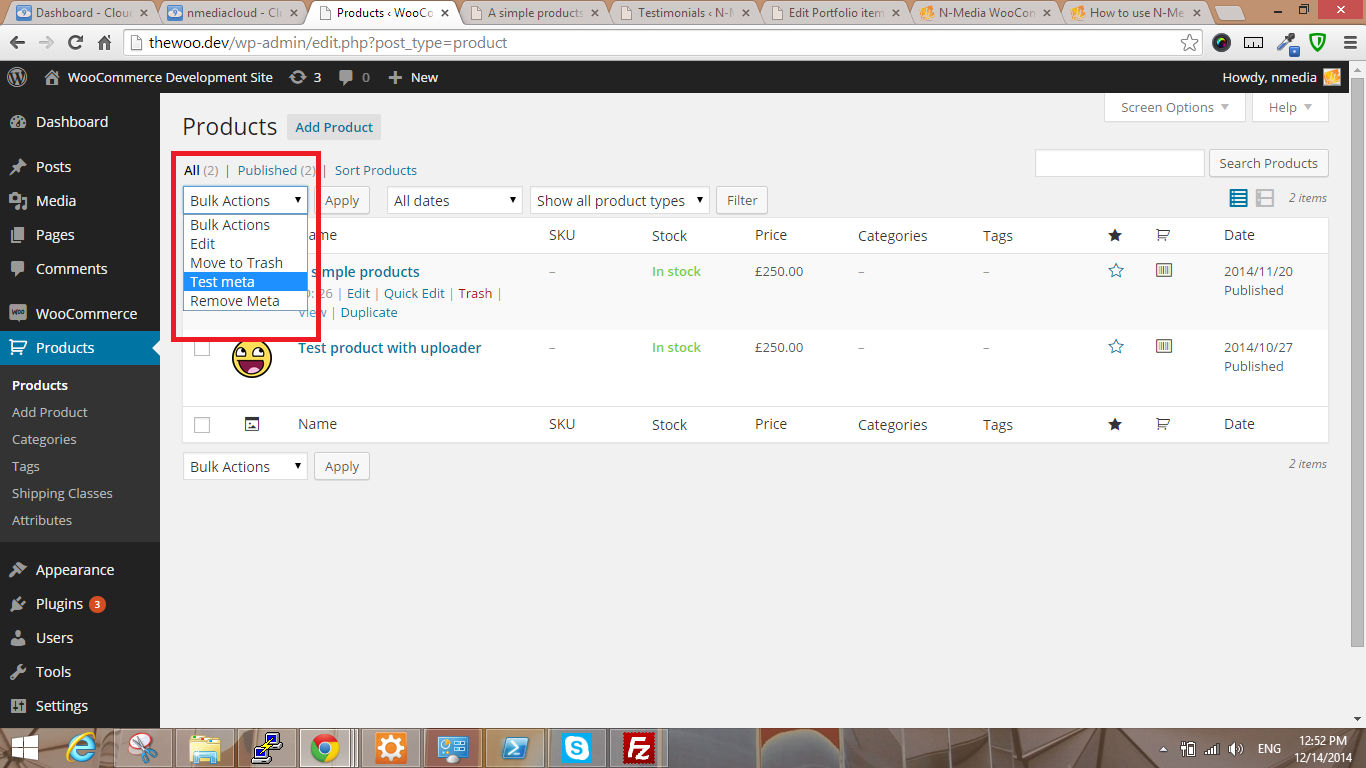 Dashboard - Clou
nmediacloud - Cl
Products ‹ WooCo
A simple products
Testimonials ‹ N-M
Edit Portfolio item
N-Media WooCon
How to use N-Me
thewoo.dev/wp-admin/edit.php?post_type=product
WooCommerce Development Site 3 0 New Howdy, nmedia
Screen Options Help
Products Add Product
All (2) | Published (2) | Sort Products
Search Products
Bulk Actions Apply All dates Show all product types Filter 2 items
Bulk Actions
Edit
Move to Trash
Test meta
Remove Meta
SKU Stock Price Categories Tags Date
simple products – In stock £250.00 – – 2014/11/20
26 | Edit | Quick Edit | Trash | Published
View | Duplicate
Test product with uploader – In stock £250.00 – – 2014/10/27
Published
Name SKU Stock Price Categories Tags Date
Bulk Actions Apply 2 items
Dashboard
Posts
Media
Pages
Comments
WOO WooCommerce
Products
Products
Add Product
Categories
Tags
Shipping Classes
Attributes
Appearance
Plugins 3
Users
Tools
Settings
ENG
12:52 PM
12/14/2014